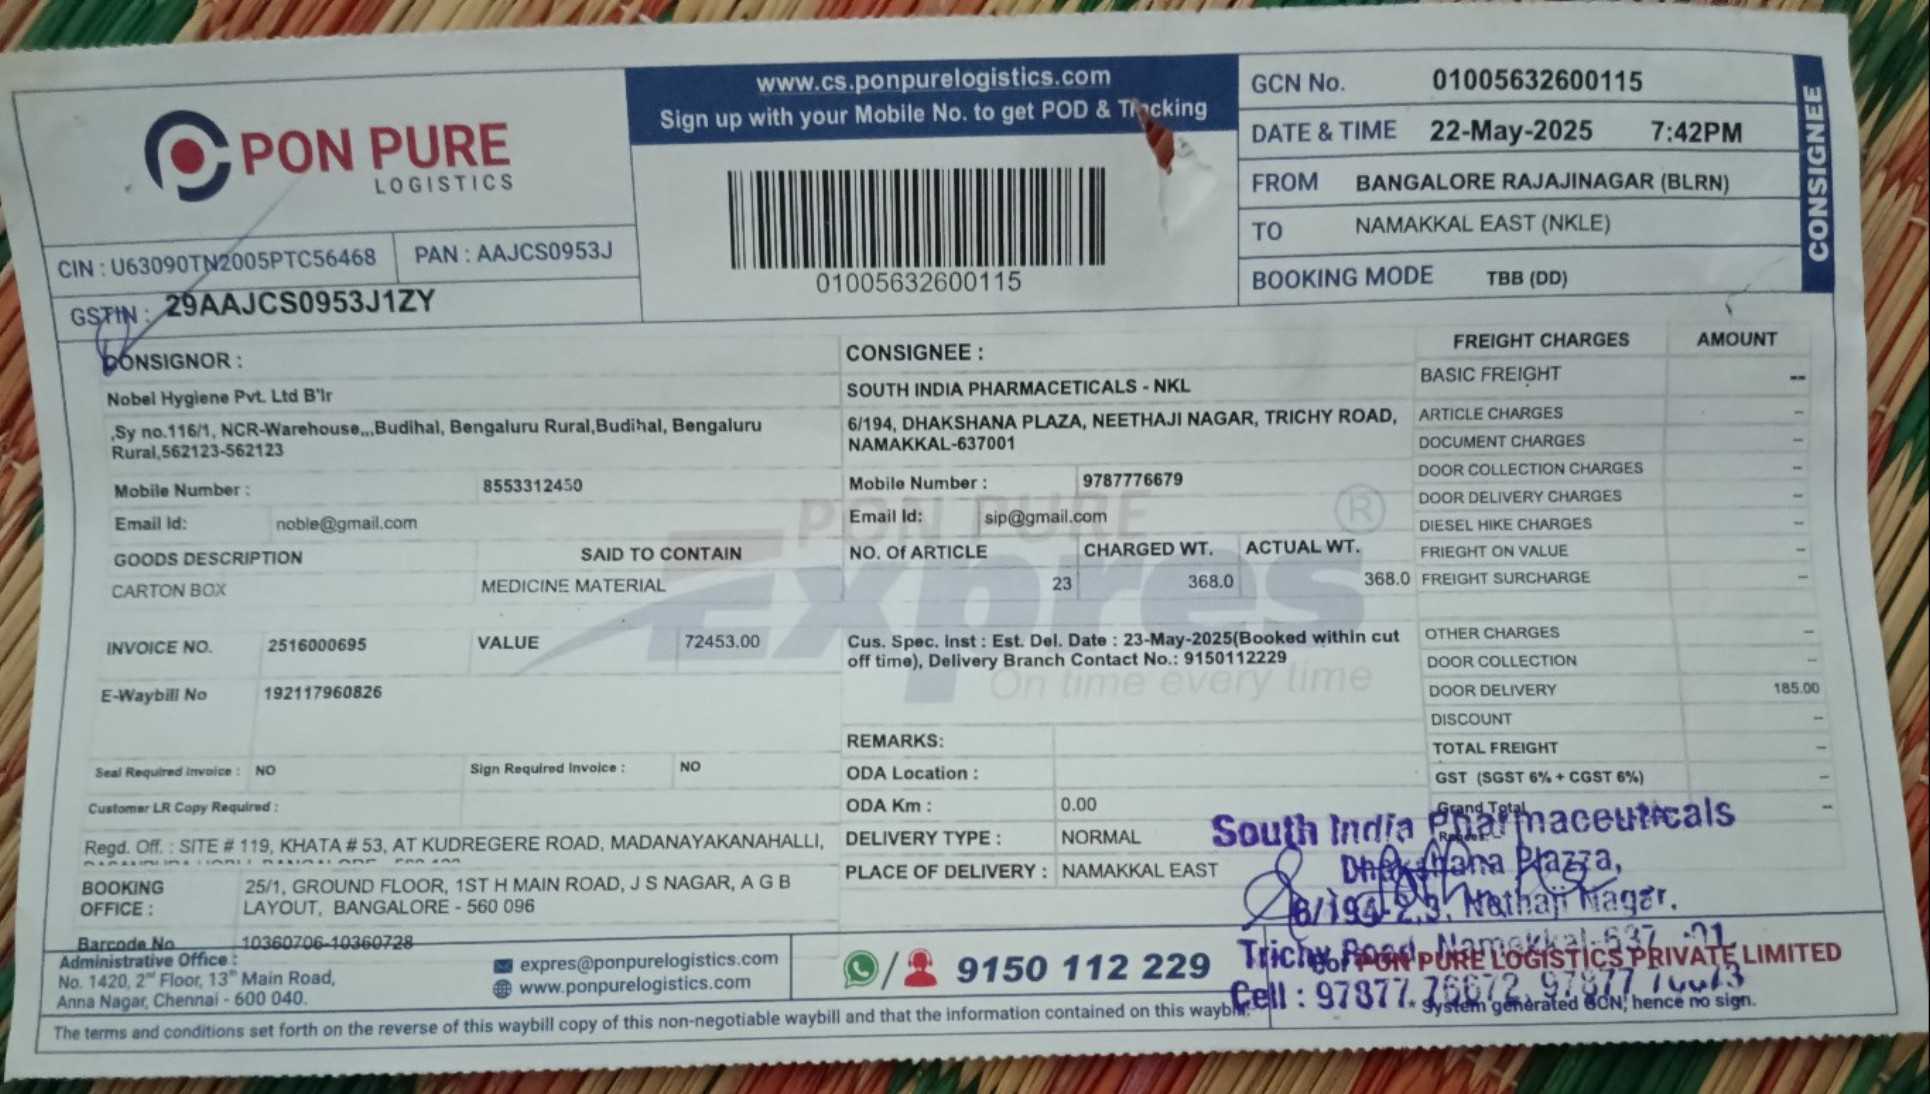 PON PURE
LOGISTICS
CIN : U63090TN2005PTC56468 PAN : AAJCS0953J
GSTIN : 29AAJCS0953J1ZY
www.cs.ponpurelogistics.com
Sign up with your Mobile No. to get POD & Tracking
01005632600115
GCN No. 01005632600115
DATE & TIME 22-May-2025 7:42PM
FROM BANGALORE RAJAJINAGAR (BLRN)
TO NAMAKKAL EAST (NKLE)
BOOKING MODE TBB (DD)
CONSIGNEE
CONSIGNOR :
Nobel Hygiene Pvt. Ltd B'lr
,Sy no.116/1, NCR-Warehouse,,,Budihal, Bengaluru Rural,Budihal, Bengaluru
Rural,562123-562123
Mobile Number : 8553312450
Email Id: noble@gmail.com
GOODS DESCRIPTION SAID TO CONTAIN
CARTON BOX MEDICINE MATERIAL
INVOICE NO. 2516000695 VALUE 72453.00
E-Waybill No 192117960826
Seal Required Invoice : NO Sign Required Invoice : NO
Customer LR Copy Required :
Regd. Off. : SITE # 119, KHATA # 53, AT KUDREGERE ROAD, MADANAYAKANAHALLI,
BOOKING OFFICE : 25/1, GROUND FLOOR, 1ST H MAIN ROAD, J S NAGAR, A G B
LAYOUT, BANGALORE - 560 096
Barcode No 10360706-10360728
CONSIGNEE :
SOUTH INDIA PHARMACETICALS - NKL
6/194, DHAKSHANA PLAZA, NEETHAJI NAGAR, TRICHY ROAD,
NAMAKKAL-637001
Mobile Number : 9787776679
Email Id: sip@gmail.com
NO. Of ARTICLE CHARGED WT. ACTUAL WT.
23 368.0 368.0
PON PURE
Expres ®
On time every time
Cus. Spec. Inst : Est. Del. Date : 23-May-2025(Booked within cut
off time), Delivery Branch Contact No.: 9150112229
REMARKS:
ODA Location :
ODA Km : 0.00
DELIVERY TYPE : NORMAL
PLACE OF DELIVERY : NAMAKKAL EAST
FREIGHT CHARGES AMOUNT
BASIC FREIGHT --
ARTICLE CHARGES --
DOCUMENT CHARGES --
DOOR COLLECTION CHARGES --
DOOR DELIVERY CHARGES --
DIESEL HIKE CHARGES --
FRIEGHT ON VALUE --
FREIGHT SURCHARGE --
OTHER CHARGES --
DOOR COLLECTION --
DOOR DELIVERY 185.00
DISCOUNT --
TOTAL FREIGHT --
GST (SGST 6% + CGST 6%) --
Grand Total --
South India Pharmaceuticals
Dhakshana Plazza,
6/194-2,3, Nethaji Nagar,
Trichy Road, Namakkal-637
Cell : 97877
Administrative Office :
No. 1420, 2nd Floor, 13th Main Road,
Anna Nagar, Chennai - 600 040.
expres@ponpurelogistics.com
www.ponpurelogistics.com
9150 112 229
For PON PURE LOGISTICS PRIVATE LIMITED
System generated GCN, hence no sign.
The terms and conditions set forth on the reverse of this waybill copy of this non-negotiable waybill and that the information contained on this waybill